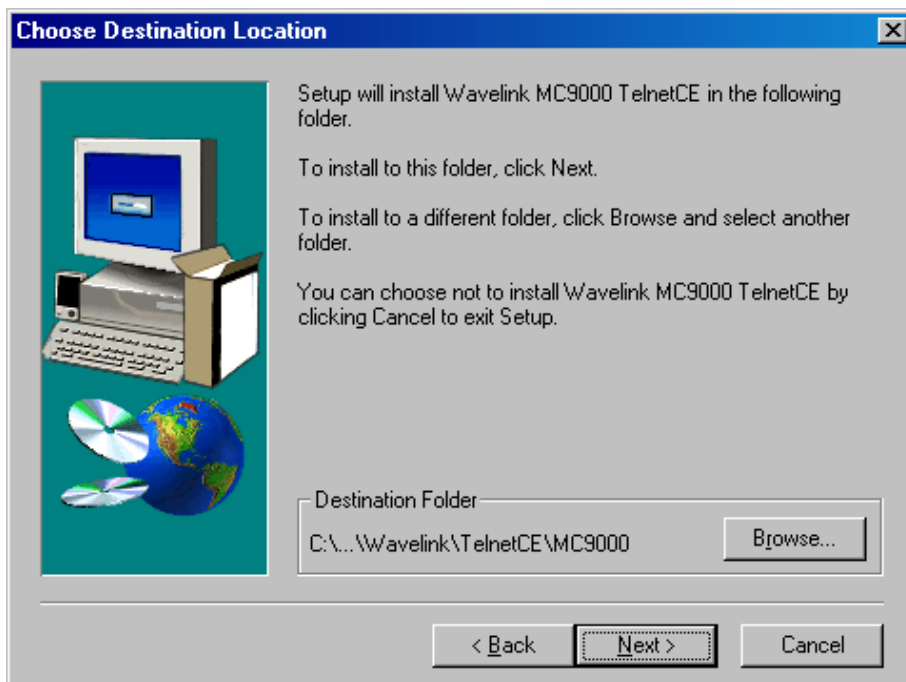 Choose Destination Location
Setup will install Wavelink MC9000 TelnetCE in the following
folder.
To install to this folder, click Next.
To install to a different folder, click Browse and select another
folder.
You can choose not to install Wavelink MC9000 TelnetCE by
clicking Cancel to exit Setup.
Destination Folder
C:\...\Wavelink\TelnetCE\MC9000
Browse...
< Back
Next >
Cancel